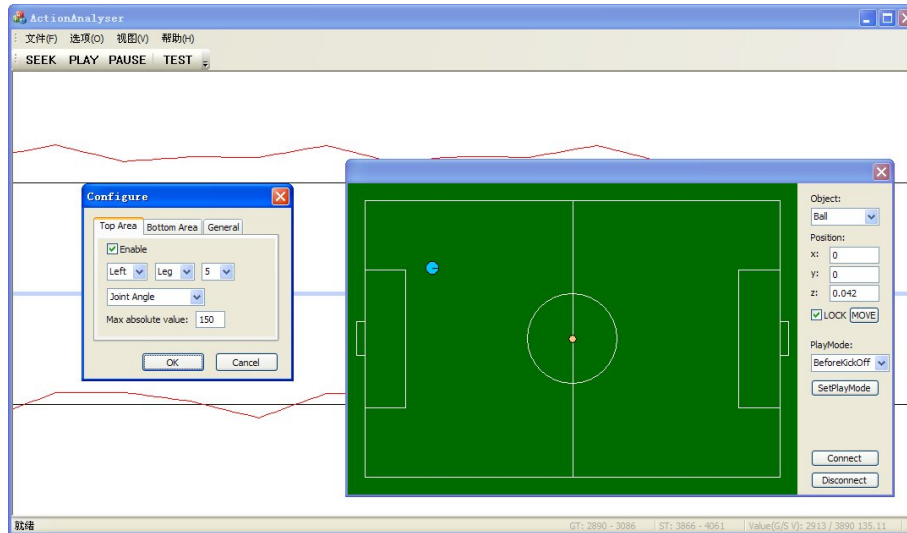 ActionAnalyser
文件(F) 选项(O) 视图(V) 帮助(H)
SEEK PLAY PAUSE TEST
Configure
Top Area Bottom Area General
Enable
Left Leg 5
Joint Angle
Max absolute value: 150
OK Cancel
Object:
Ball
Position:
x: 0
y: 0
z: 0.042
LOCK MOVE
PlayMode:
BeforeKickOff
SetPlayMode
Connect
Disconnect
就绪 GT: 2890 - 3086 ST: 3866 - 4061 Value(G/S V): 2913 / 3890 135.11